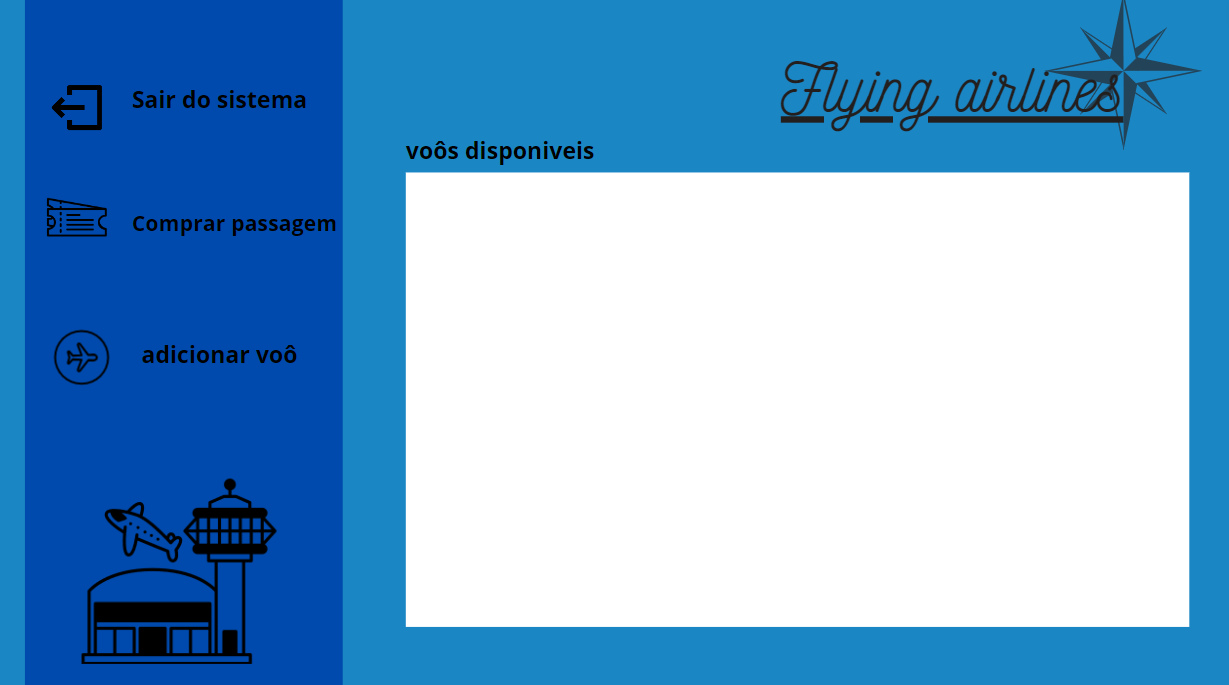 Sair do sistema
Comprar passagem
adicionar voô
Flying airlines
voôs disponiveis